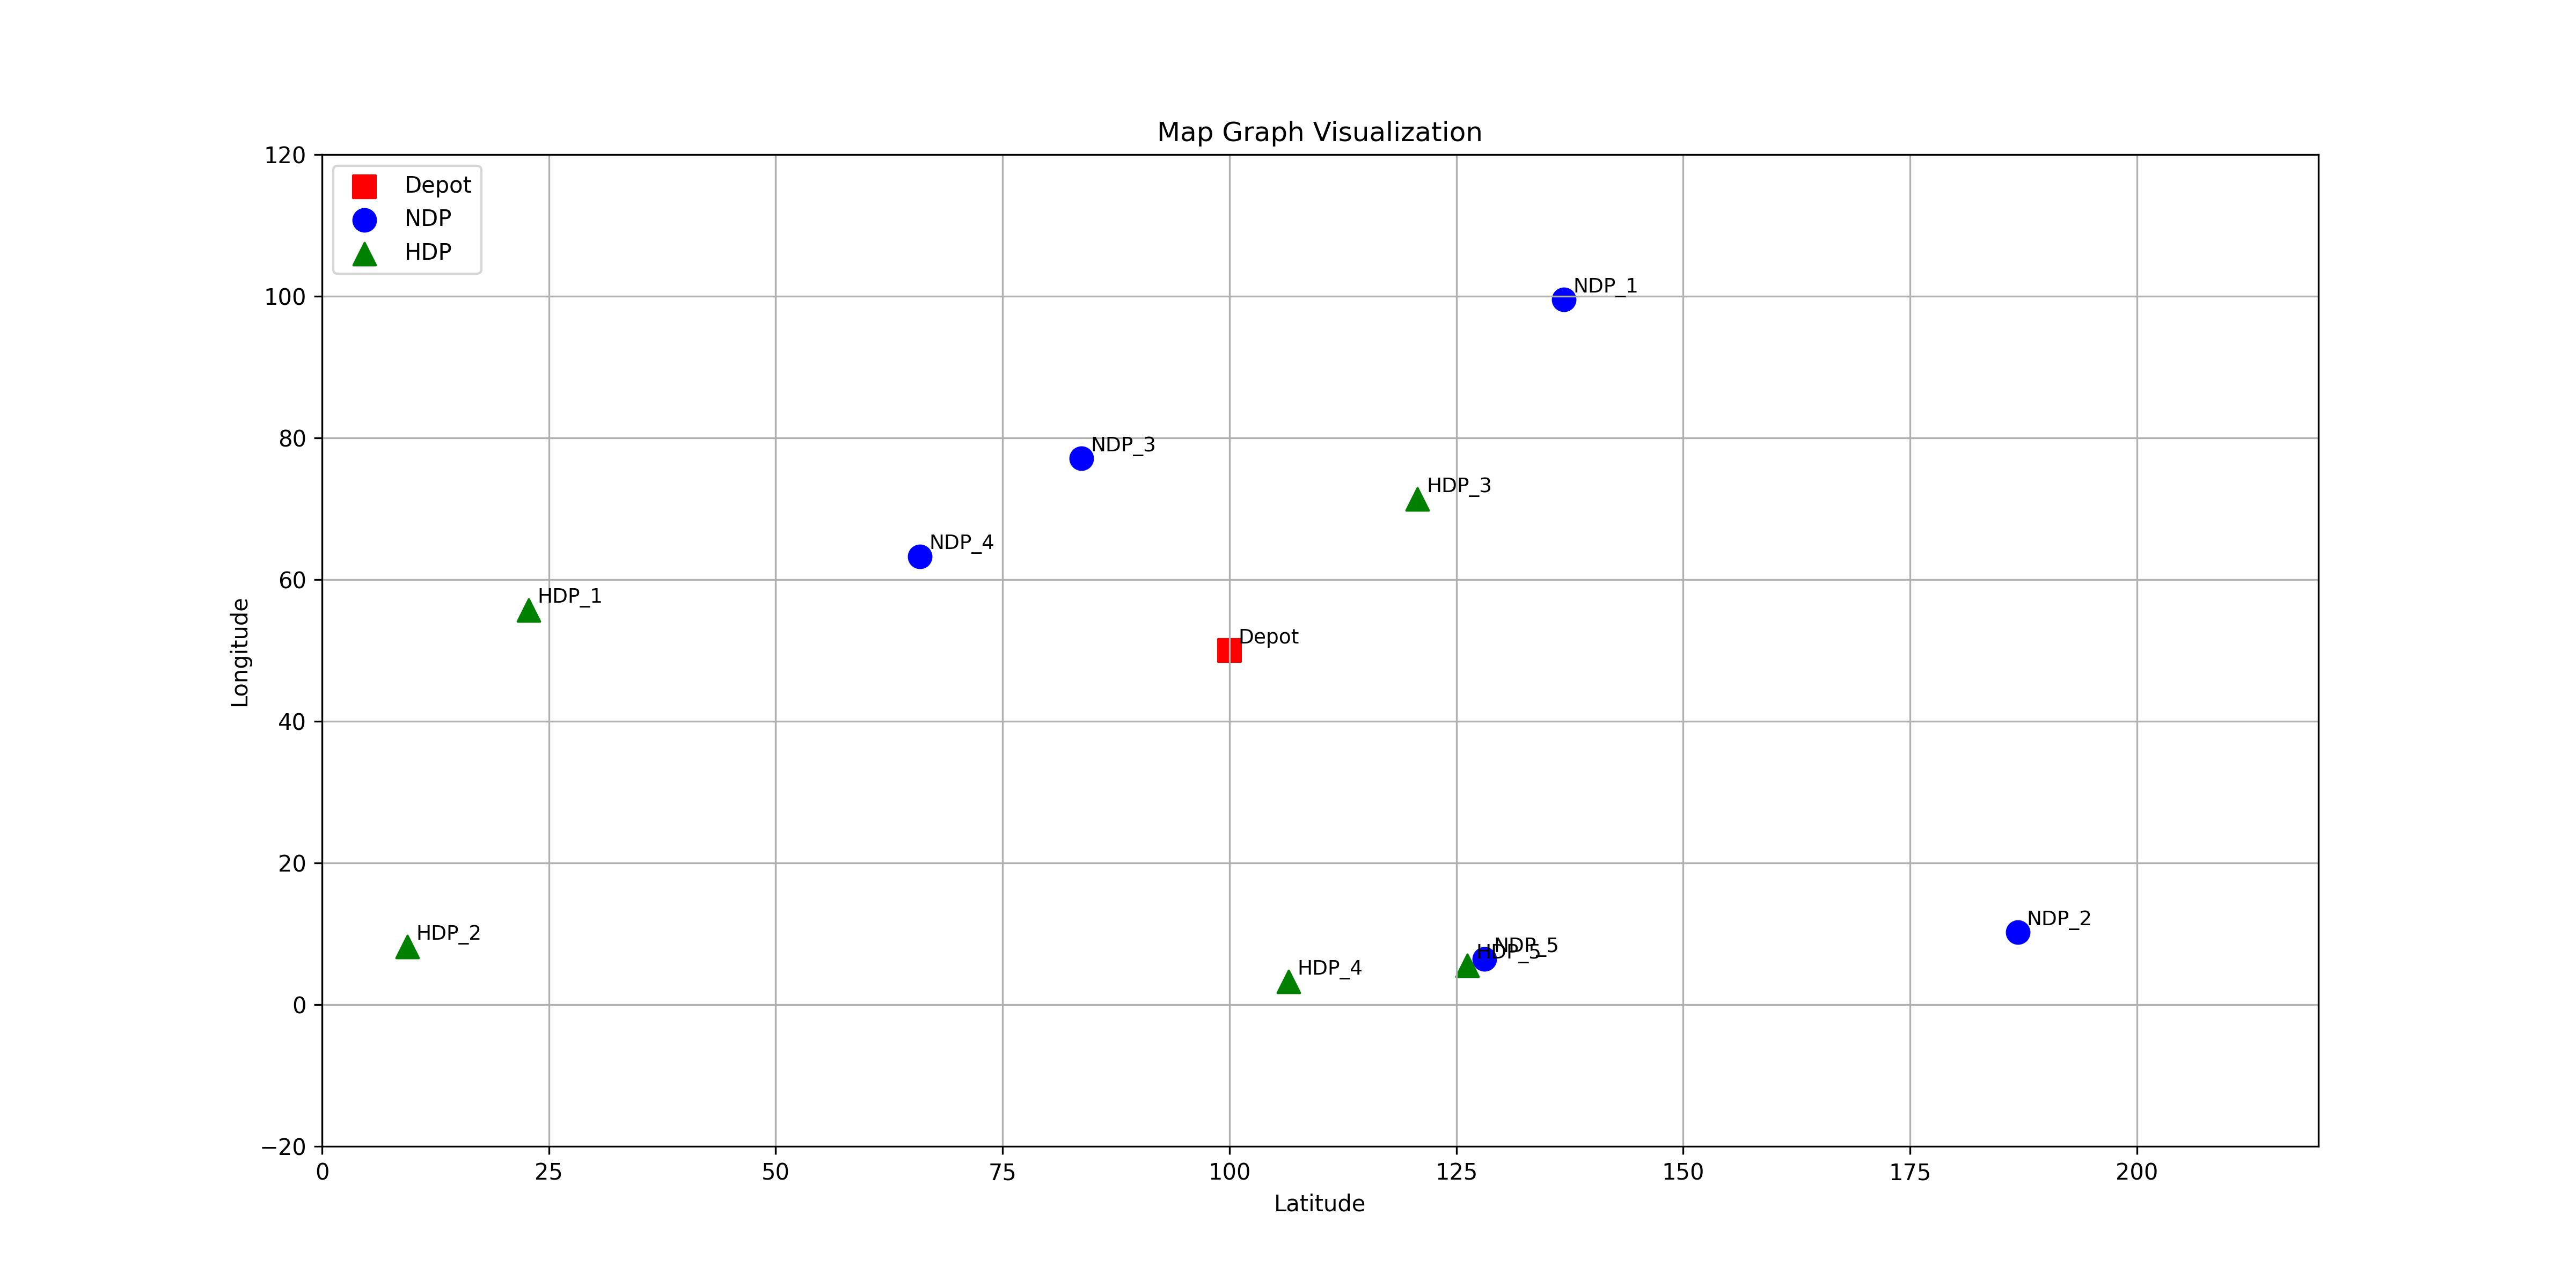 Map Graph Visualization
120
100
80
60
40
20
0
−20
Longitude
Depot
NDP
HDP
NDP_1
NDP_3
HDP_3
NDP_4
HDP_1
Depot
HDP_2
HDP_4
HDP_5
NDP_5
NDP_2
0 25 50 75 100 125 150 175 200
Latitude